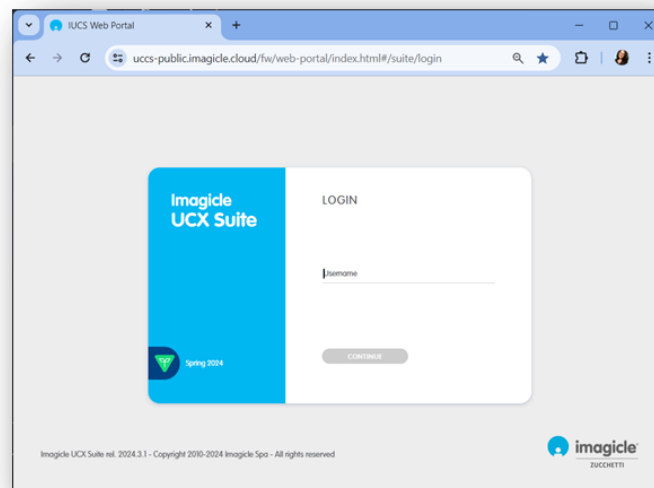 IUCS Web Portal
uccs-public.imagicle.cloud/fw/web-portal/index.html#/suite/login
Imagicle
UCX Suite
LOGIN
Username
CONTINUE
Spring 2024
Imagicle UCX Suite rel. 2024.3.1 - Copyright 2010-2024 Imagicle Spa - All rights reserved
imagicle
ZUCCHETTI